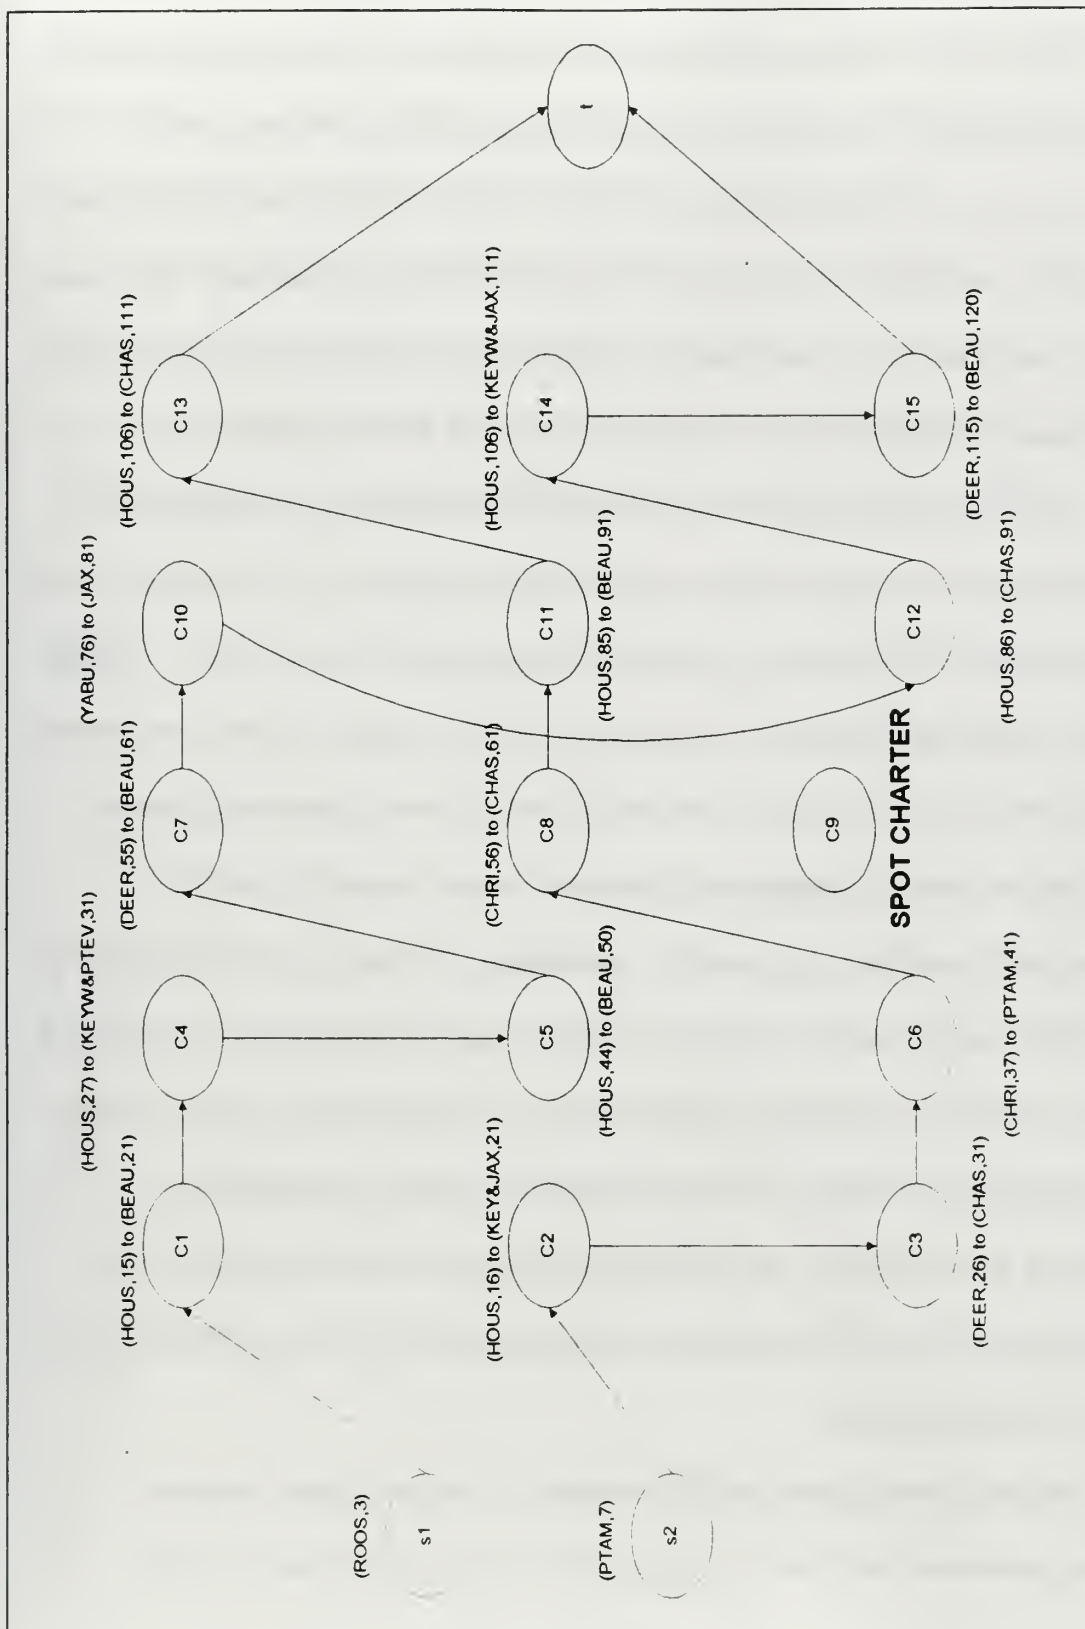 (ROOS,3)
s1
(PTAM,7)
s2
(HOUS,15) to (BEAU,21)
C1
(HOUS,16) to (KEY&JAX,21)
C2
C3
(DEER,26) to (CHAS,31)
(HOUS,27) to (KEYW&PTEV,31)
C4
C5
(HOUS,44) to (BEAU,50)
C6
(CHRI,37) to (PTAM,41)
(DEER,55) to (BEAU,61)
C7
(CHRI,56) to (CHAS,61)
C8
C9
SPOT CHARTER
(YABU,76) to (JAX,81)
C10
C11
(HOUS,85) to (BEAU,91)
C12
(HOUS,86) to (CHAS,91)
(HOUS,106) to (CHAS,111)
C13
(HOUS,106) to (KEYW&JAX,111)
C14
C15
(DEER,115) to (BEAU,120)
t